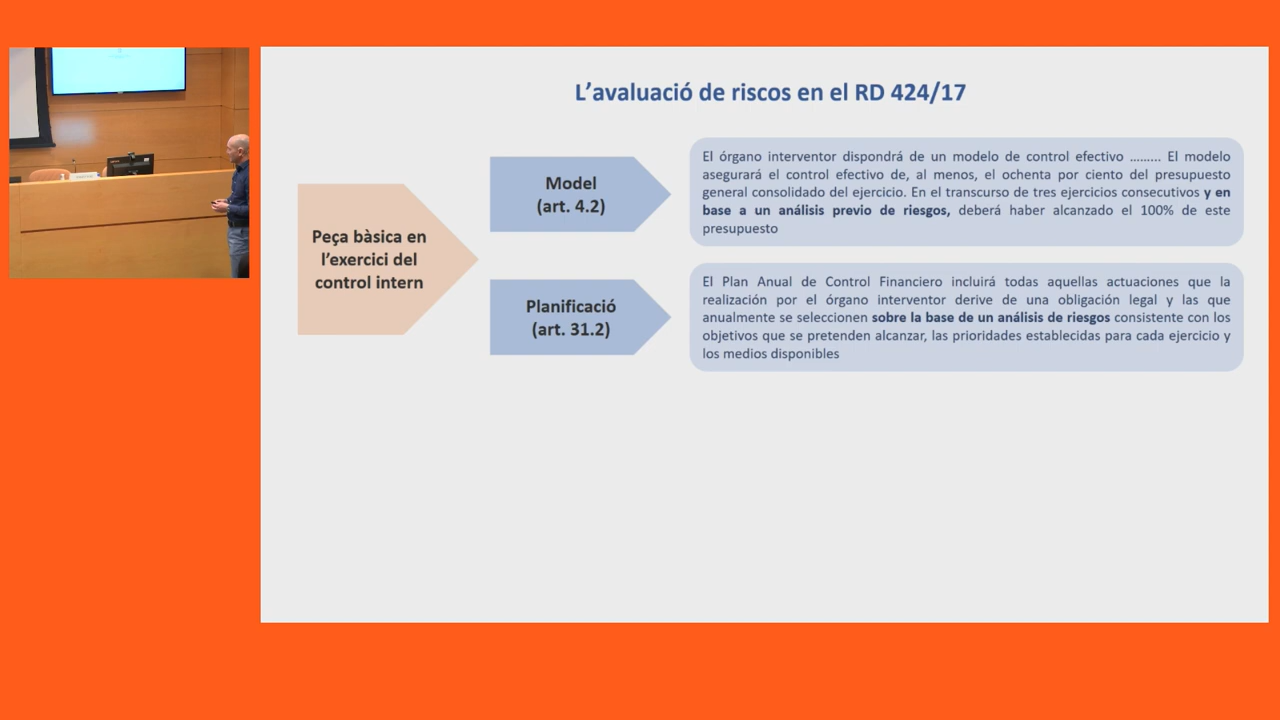 L’avaluació de riscos en el RD 424/17
Peça bàsica en
l’exercici del
control intern
Model
(art. 4.2)
El órgano interventor dispondrá de un modelo de control efectivo ……... El modelo
asegurará el control efectivo de, al menos, el ochenta por ciento del presupuesto
general consolidado del ejercicio. En el transcurso de tres ejercicios consecutivos y en
base a un análisis previo de riesgos, deberá haber alcanzado el 100% de este
presupuesto
Planificació
(art. 31.2)
El Plan Anual de Control Financiero incluirá todas aquellas actuaciones que la
realización por el órgano interventor derive de una obligación legal y las que
anualmente se seleccionen sobre la base de un análisis de riesgos consistente con los
objetivos que se pretenden alcanzar, las prioridades establecidas para cada ejercicio y
los medios disponibles